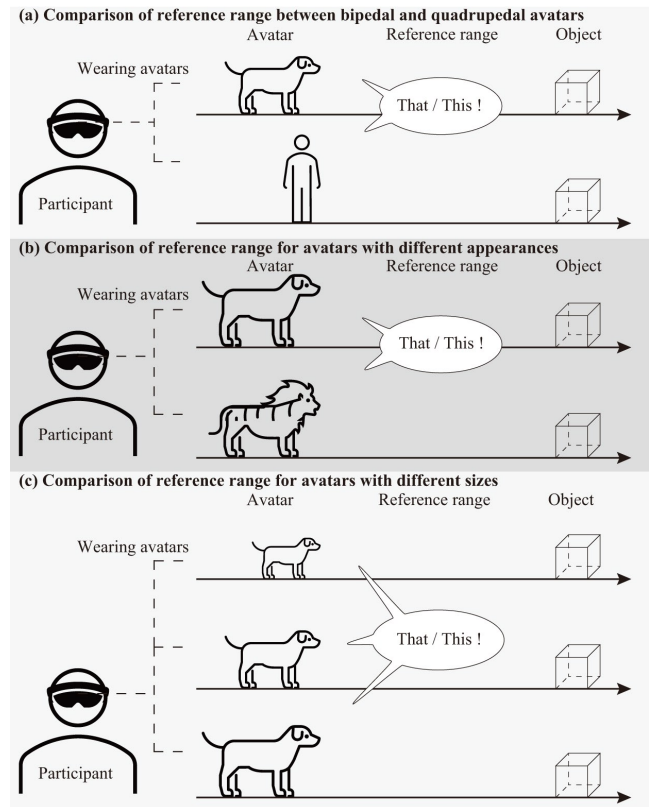 (a) Comparison of reference range between bipedal and quadrupedal avatars
Avatar Reference range Object
Wearing avatars
That / This !
Participant
(b) Comparison of reference range for avatars with different appearances
Avatar Reference range Object
Wearing avatars
That / This !
Participant
(c) Comparison of reference range for avatars with different sizes
Avatar Reference range Object
Wearing avatars
That / This !
Participant